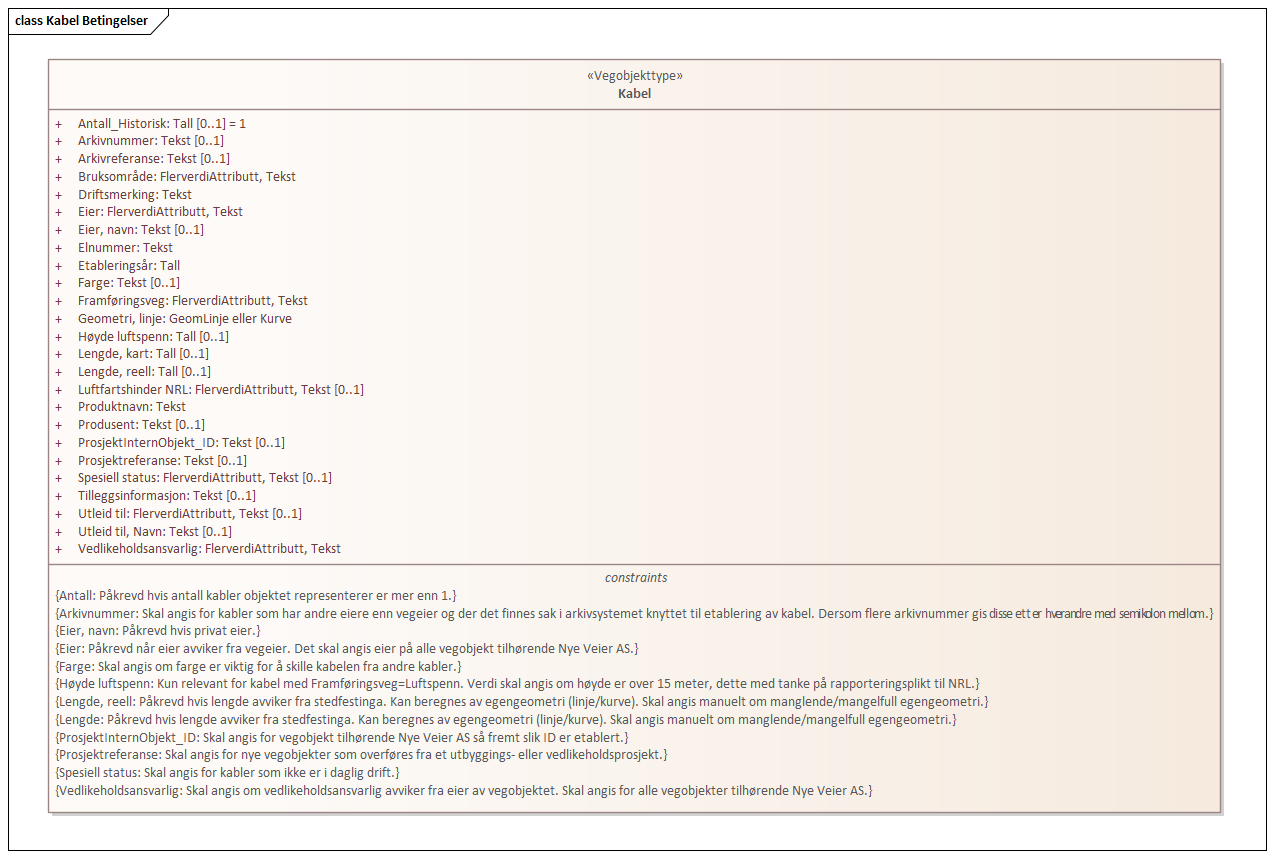 class Kabel Betingelser
«Vegobjekttype»
Kabel
+ Antall_Historisk: Tall [0..1] = 1
+ Arkivnummer: Tekst [0..1]
+ Arkivreferanse: Tekst [0..1]
+ Bruksområde: FlerverdiAttributt, Tekst
+ Driftsmerking: Tekst
+ Eier: FlerverdiAttributt, Tekst
+ Eier, navn: Tekst [0..1]
+ Elnummer: Tekst
+ Etableringsår: Tall
+ Farge: Tekst [0..1]
+ Framføringsveg: FlerverdiAttributt, Tekst
+ Geometri, linje: GeomLinje eller Kurve
+ Høyde luftspenn: Tall [0..1]
+ Lengde, kart: Tall [0..1]
+ Lengde, reell: Tall [0..1]
+ Luftfartshinder NRL: FlerverdiAttributt, Tekst [0..1]
+ Produktnavn: Tekst
+ Produsent: Tekst [0..1]
+ ProsjektInternObjekt_ID: Tekst [0..1]
+ Prosjektreferanse: Tekst [0..1]
+ Spesiell status: FlerverdiAttributt, Tekst [0..1]
+ Tilleggsinformasjon: Tekst [0..1]
+ Utleid til: FlerverdiAttributt, Tekst [0..1]
+ Utleid til, Navn: Tekst [0..1]
+ Vedlikeholdsansvarlig: FlerverdiAttributt, Tekst
constraints
{Antall: Påkrevd hvis antall kabler objektet representerer er mer enn 1.}
{Arkivnummer: Skal angis for kabler som har andre eiere enn vegeier og der det finnes sak i arkivsystemet knyttet til etablering av kabel. Dersom flere arkivnummer gis disse etter hverandre med semikolon mellom.}
{Eier, navn: Påkrevd hvis privat eier.}
{Eier: Påkrevd når eier avviker fra vegeier. Det skal angis eier på alle vegobjekt tilhørende Nye Veier AS.}
{Farge: Skal angis om farge er viktig for å skille kabelen fra andre kabler.}
{Høyde luftspenn: Kun relevant for kabel med Framføringsveg=Luftspenn. Verdi skal angis om høyde er over 15 meter, dette med tanke på rapporteringsplikt til NRL.}
{Lengde, reell: Påkrevd hvis lengde avviker fra stedfestinga. Kan beregnes av egengeometri (linje/kurve). Skal angis manuelt om manglende/mangelfull egengeometri.}
{Lengde: Påkrevd hvis lengde avviker fra stedfestinga. Kan beregnes av egengeometri (linje/kurve). Skal angis manuelt om manglende/mangelfull egengeometri.}
{ProsjektInternObjekt_ID: Skal angis for vegobjekt tilhørende Nye Veier AS så fremt slik ID er etablert.}
{Prosjektreferanse: Skal angis for nye vegobjekter som overføres fra et utbyggings- eller vedlikeholdsprosjekt.}
{Spesiell status: Skal angis for kabler som ikke er i daglig drift.}
{Vedlikeholdsansvarlig: Skal angis om vedlikeholdsansvarlig avviker fra eier av vegobjektet. Skal angis for alle vegobjekter tilhørende Nye Veier AS.}